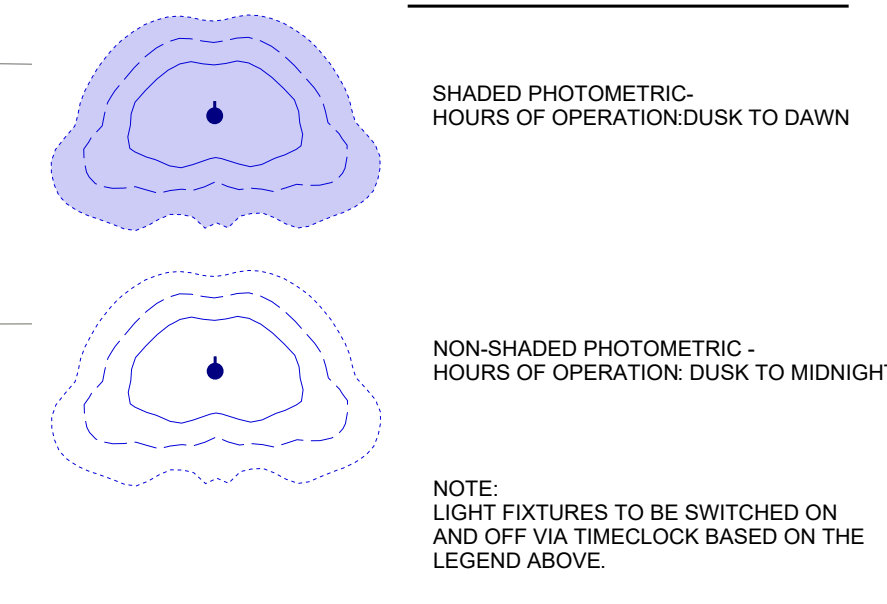 SHADED PHOTOMETRIC-
HOURS OF OPERATION:DUSK TO DAWN
NON-SHADED PHOTOMETRIC -
HOURS OF OPERATION: DUSK TO MIDNIGHT
NOTE:
LIGHT FIXTURES TO BE SWITCHED ON
AND OFF VIA TIMECLOCK BASED ON THE
LEGEND ABOVE.